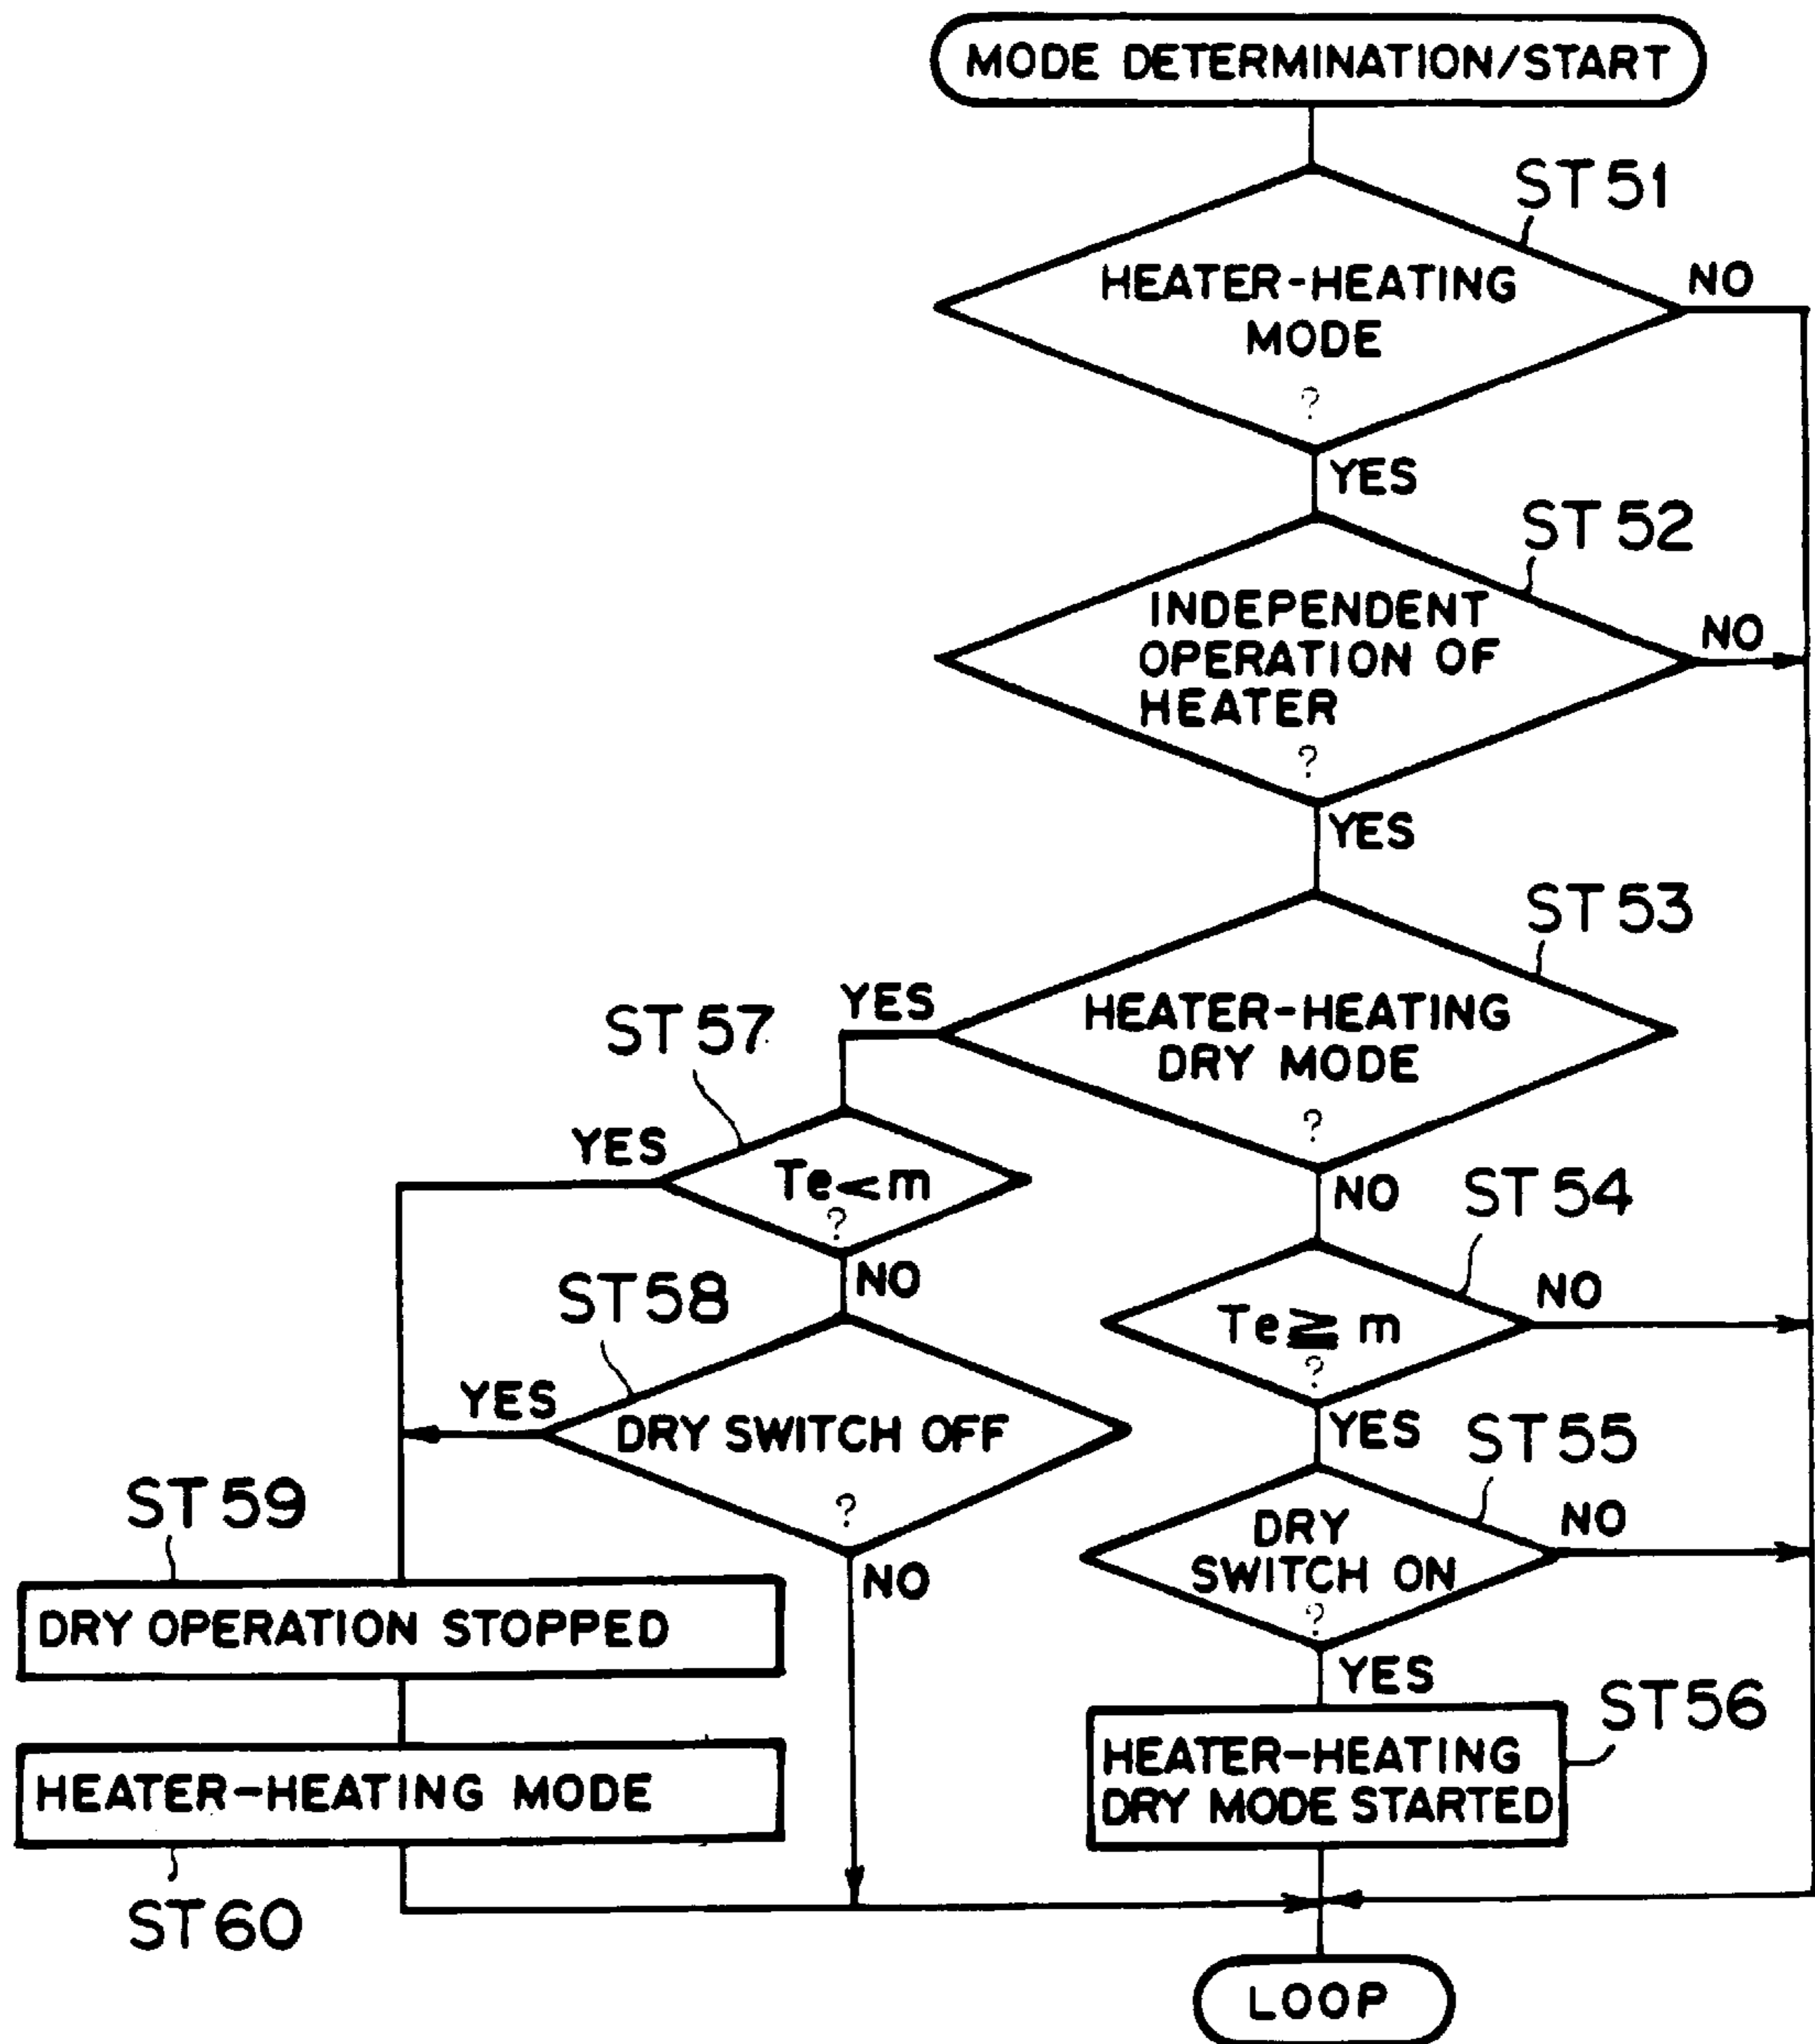 MODE DETERMINATION/START
ST51
HEATER-HEATING
MODE
?
NO
YES
ST52
INDEPENDENT
OPERATION OF
HEATER
?
NO
YES
ST53
HEATER-HEATING
DRY MODE
?
YES
NO
ST57
Te<m
?
YES
NO
ST54
Te≧m
?
NO
YES
ST58
DRY SWITCH OFF
?
YES
NO
ST55
DRY
SWITCH ON
?
NO
YES
ST59
DRY OPERATION STOPPED
ST56
HEATER-HEATING
DRY MODE STARTED
HEATER-HEATING MODE
ST60
LOOP